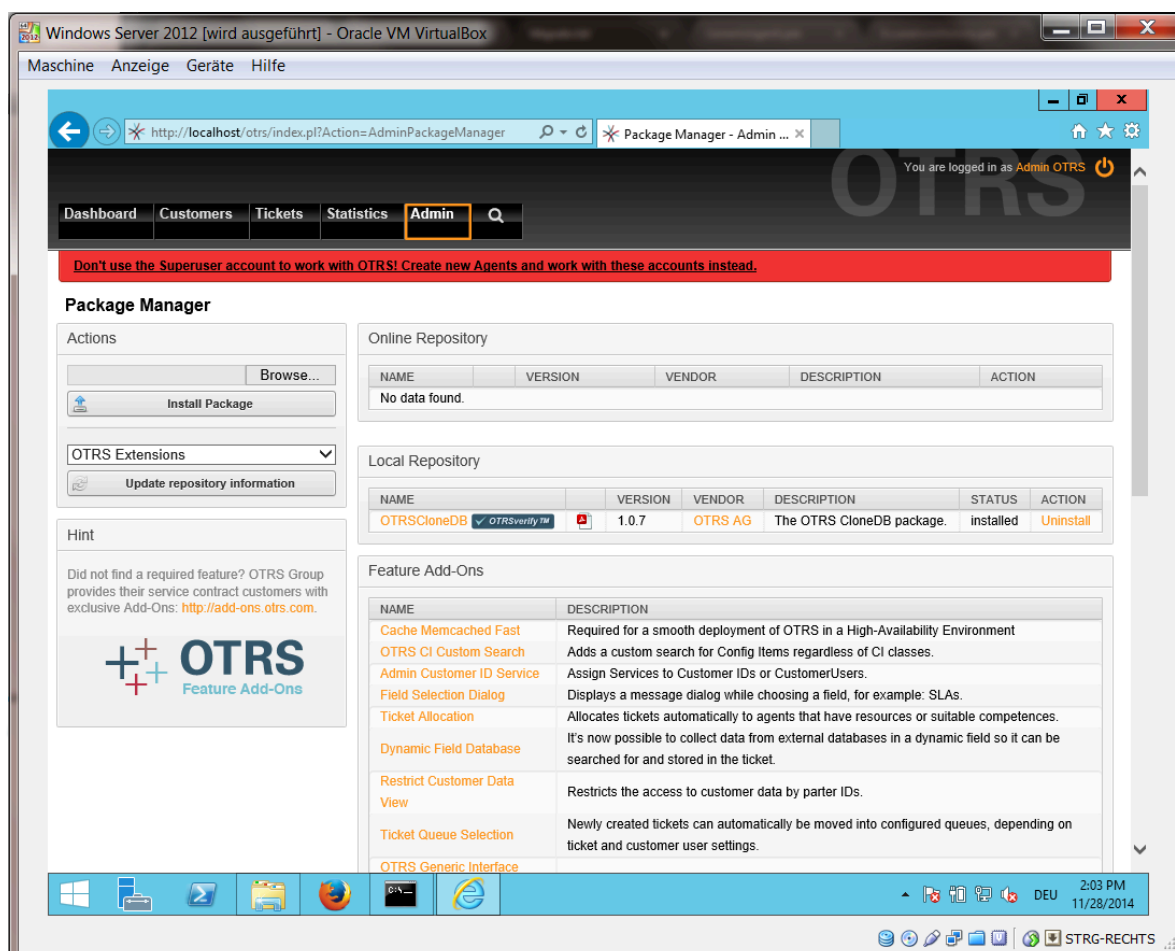 Windows Server 2012 [wird ausgeführt] - Oracle VM VirtualBox
Maschine Anzeige Geräte Hilfe
http://localhost/otrs/index.pl?Action=AdminPackageManager
Package Manager - Admin ...
OTRS
You are logged in as Admin OTRS
Dashboard Customers Tickets Statistics Admin
Don't use the Superuser account to work with OTRS! Create new Agents and work with these accounts instead.
Package Manager
Actions
Browse...
Install Package
OTRS Extensions
Update repository information
Hint
Did not find a required feature? OTRS Group
provides their service contract customers with
exclusive Add-Ons: http://add-ons.otrs.com.
OTRS
Feature Add-Ons
Online Repository
NAME VERSION VENDOR DESCRIPTION ACTION
No data found.
Local Repository
NAME VERSION VENDOR DESCRIPTION STATUS ACTION
OTRSCloneDB OTRSverify™ 1.0.7 OTRS AG The OTRS CloneDB package. installed Uninstall
Feature Add-Ons
NAME DESCRIPTION
Cache Memcached Fast Required for a smooth deployment of OTRS in a High-Availability Environment
OTRS CI Custom Search Adds a custom search for Config Items regardless of CI classes.
Admin Customer ID Service Assign Services to Customer IDs or CustomerUsers.
Field Selection Dialog Displays a message dialog while choosing a field, for example: SLAs.
Ticket Allocation Allocates tickets automatically to agents that have resources or suitable competences.
Dynamic Field Database It's now possible to collect data from external databases in a dynamic field so it can be
searched for and stored in the ticket.
Restrict Customer Data
View Restricts the access to customer data by parter IDs.
Ticket Queue Selection Newly created tickets can automatically be moved into configured queues, depending on
ticket and customer user settings.
OTRS Generic Interface
DEU 2:03 PM
11/28/2014
STRG-RECHTS